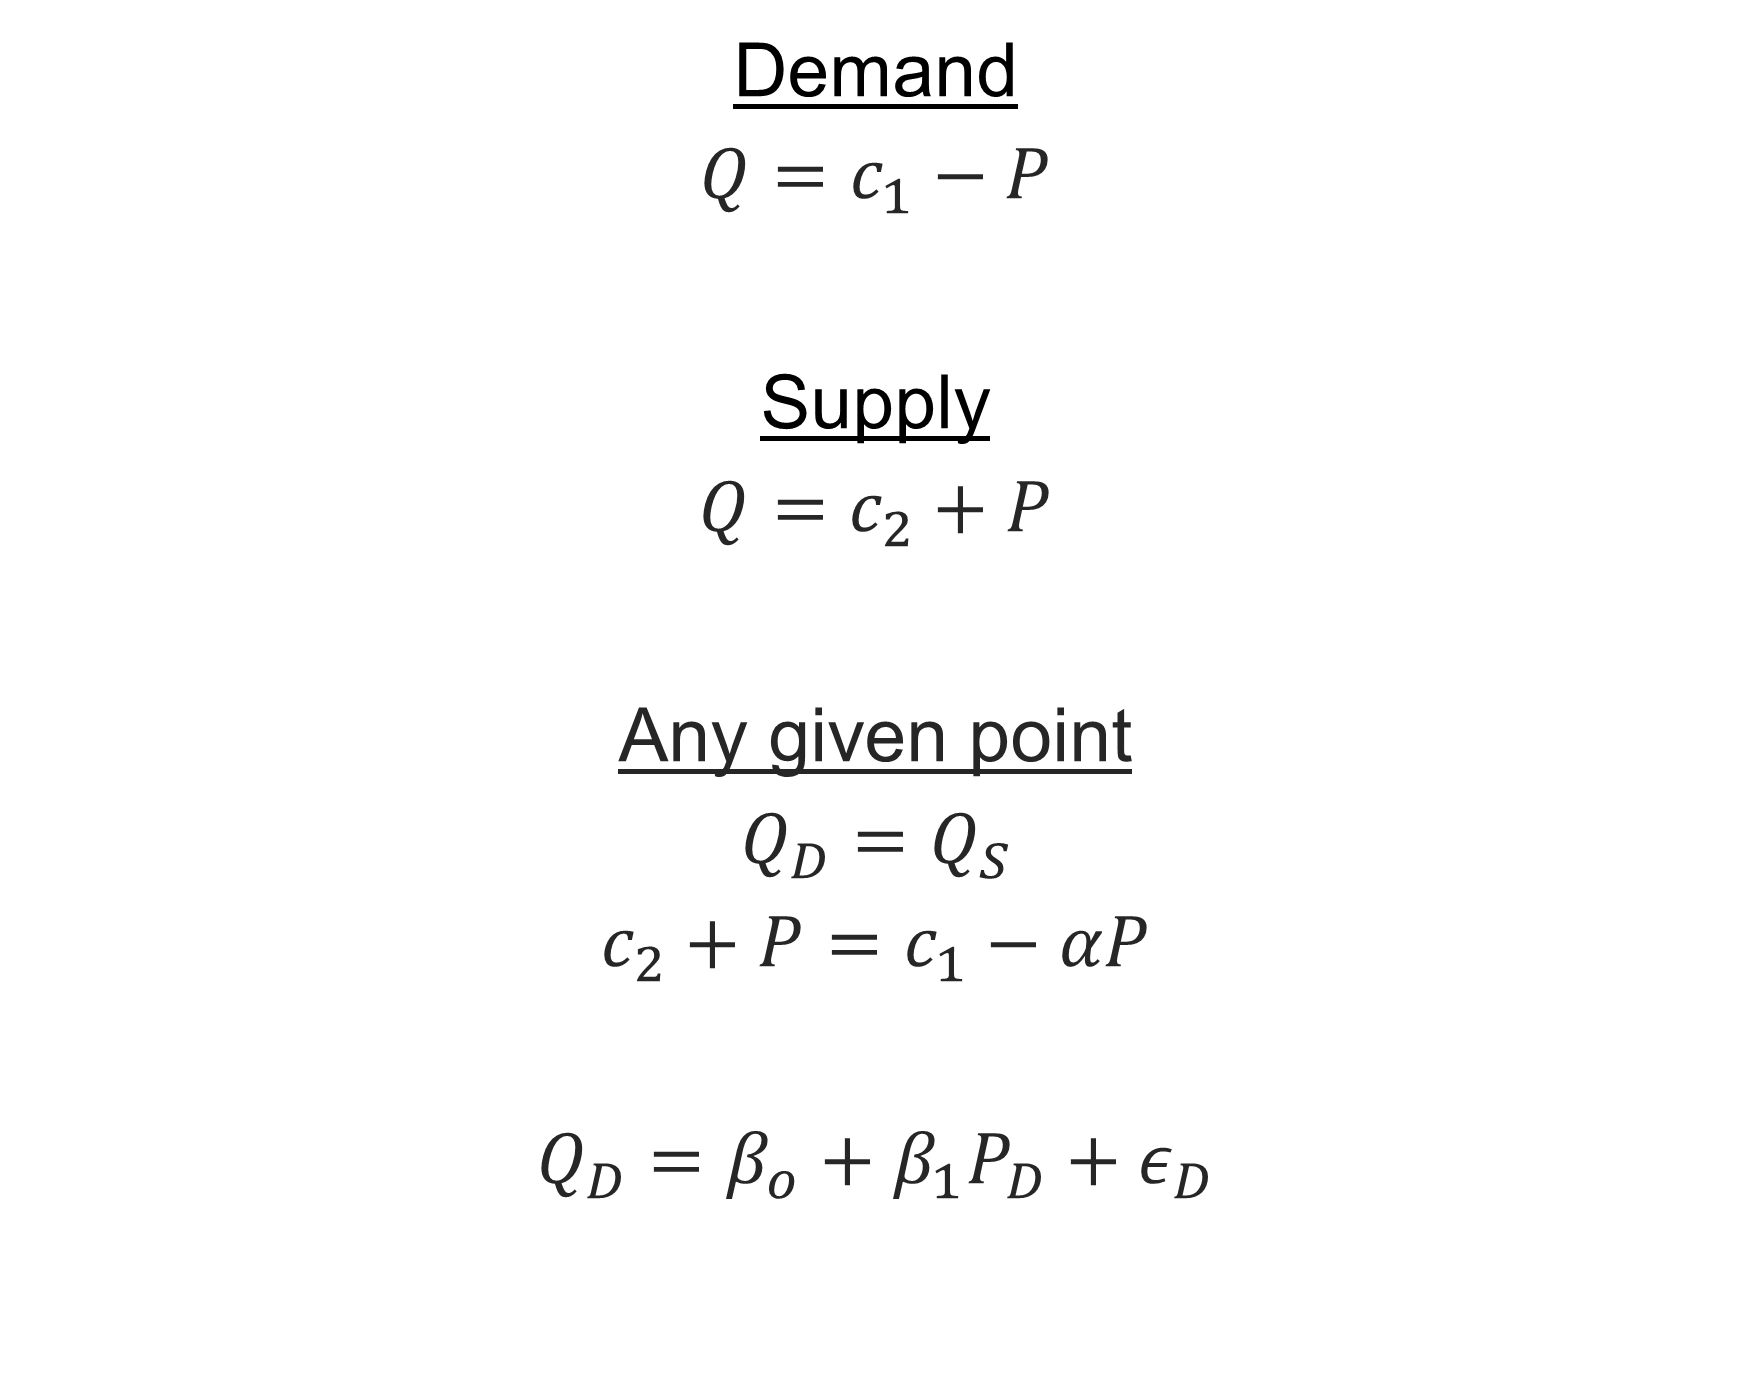 Demand
Q = c₁ − P
Supply
Q = c₂ + P
Any given point
Q_D = Q_S
c₂ + P = c₁ − αP
Q_D = β_o + β₁P_D + ϵ_D